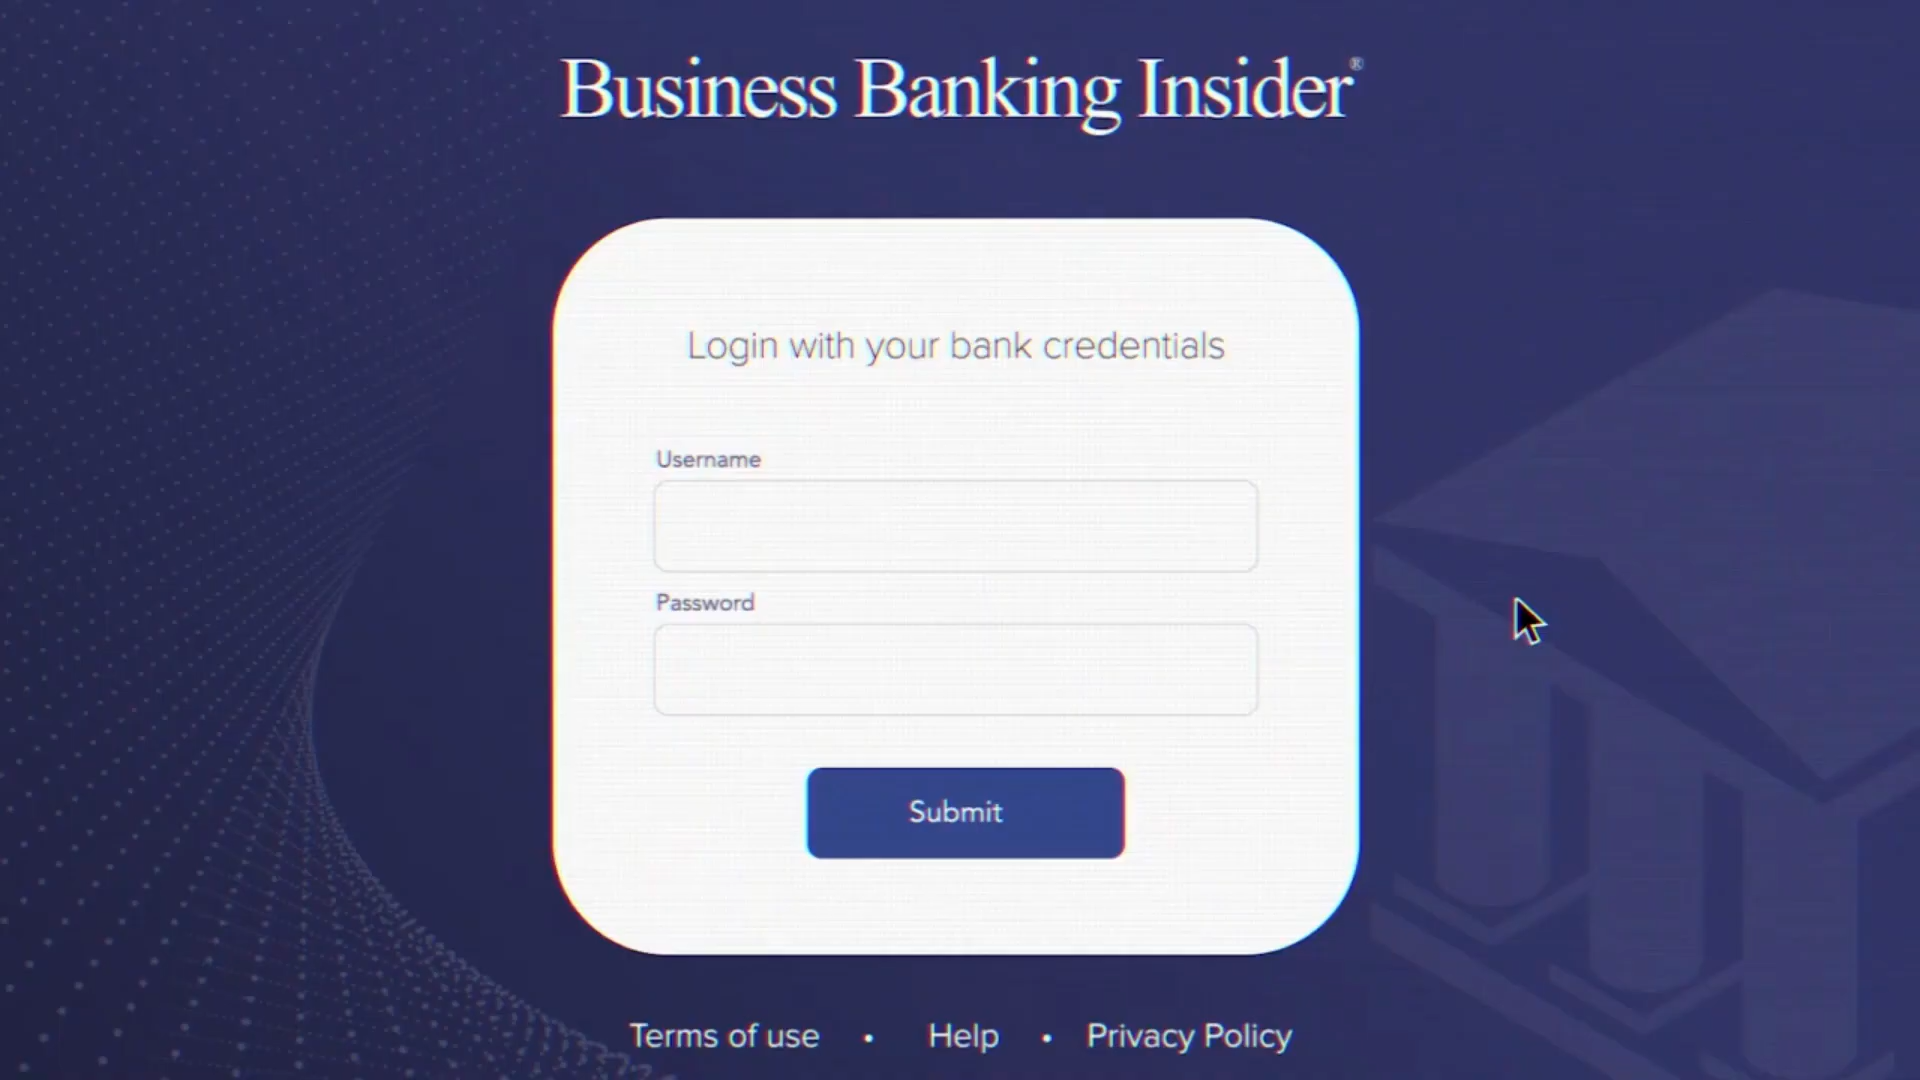 Business Banking Insider®
Login with your bank credentials
Username
Password
Submit
Terms of use • Help • Privacy Policy